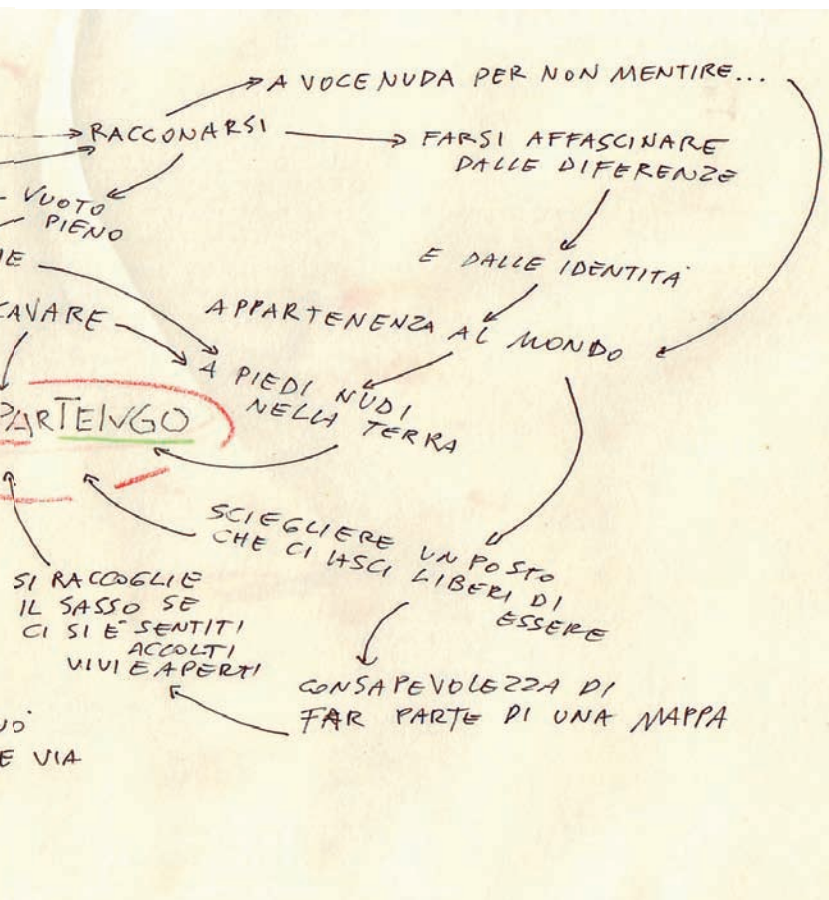 A VOCE NUDA PER NON MENTIRE...
RACCONARSI
FARSI AFFASCINARE
DALLE DIFERENZE
VUOTO
PIENO
E DALLE IDENTITÀ
CAVARE
APPARTENENZA AL MONDO
A PIEDI NUDI
NELLA TERRA
PARTENGO
SCIEGLIERE UN POSTO
CHE CI LASCI LIBERI DI
ESSERE
SI RACCOGLIE
IL SASSO SE
CI SI È SENTITI
ACCOLTI
VIVI E APERTI
CONSAPEVOLEZZA DI
FAR PARTE DI UNA MAPPA
E VIA